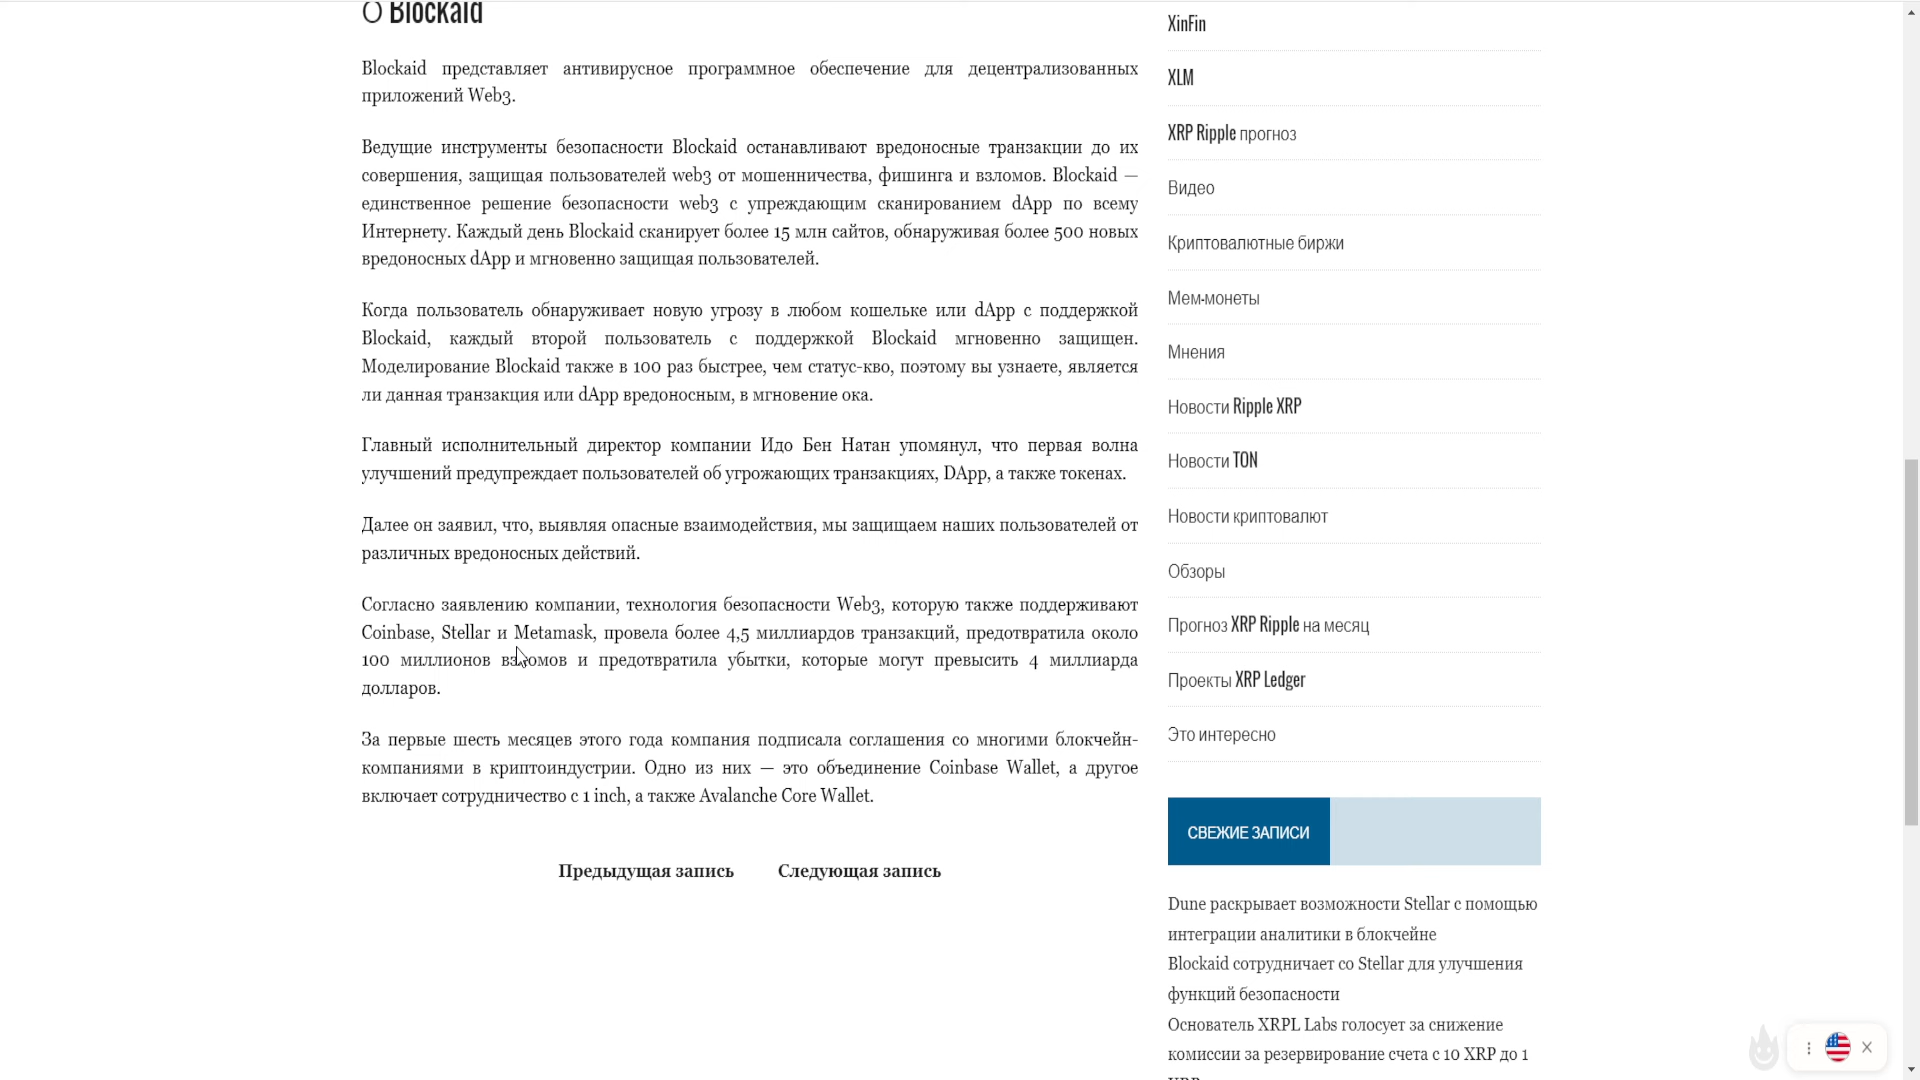 О Blockaid
Blockaid представляет антивирусное программное обеспечение для децентрализованных
приложений Web3.
Ведущие инструменты безопасности Blockaid останавливают вредоносные транзакции до их
совершения, защищая пользователей web3 от мошенничества, фишинга и взломов. Blockaid —
единственное решение безопасности web3 с упреждающим сканированием dApp по всему
Интернету. Каждый день Blockaid сканирует более 15 млн сайтов, обнаруживая более 500 новых
вредоносных dApp и мгновенно защищая пользователей.
Когда пользователь обнаруживает новую угрозу в любом кошельке или dApp с поддержкой
Blockaid, каждый второй пользователь с поддержкой Blockaid мгновенно защищен.
Моделирование Blockaid также в 100 раз быстрее, чем статус-кво, поэтому вы узнаете, является
ли данная транзакция или dApp вредоносным, в мгновение ока.
Главный исполнительный директор компании Идо Бен Натан упомянул, что первая волна
улучшений предупреждает пользователей об угрожающих транзакциях, DApp, а также токенах.
Далее он заявил, что, выявляя опасные взаимодействия, мы защищаем наших пользователей от
различных вредоносных действий.
Согласно заявлению компании, технология безопасности Web3, которую также поддерживают
Coinbase, Stellar и Metamask, провела более 4,5 миллиардов транзакций, предотвратила около
100 миллионов взломов и предотвратила убытки, которые могут превысить 4 миллиарда
долларов.
За первые шесть месяцев этого года компания подписала соглашения со многими блокчейн-
компаниями в криптоиндустрии. Одно из них — это объединение Coinbase Wallet, а другое
включает сотрудничество с 1 inch, а также Avalanche Core Wallet.
Предыдущая запись
Следующая запись
XinFin
XLM
XRP Ripple прогноз
Видео
Криптовалютные биржи
Мем-монеты
Мнения
Новости Ripple XRP
Новости TON
Новости криптовалют
Обзоры
Прогноз XRP Ripple на месяц
Проекты XRP Ledger
Это интересно
СВЕЖИЕ ЗАПИСИ
Dune раскрывает возможности Stellar с помощью
интеграции аналитики в блокчейне
Blockaid сотрудничает со Stellar для улучшения
функций безопасности
Основатель XRPL Labs голосует за снижение
комиссии за резервирование счета с 10 XRP до 1
XRP